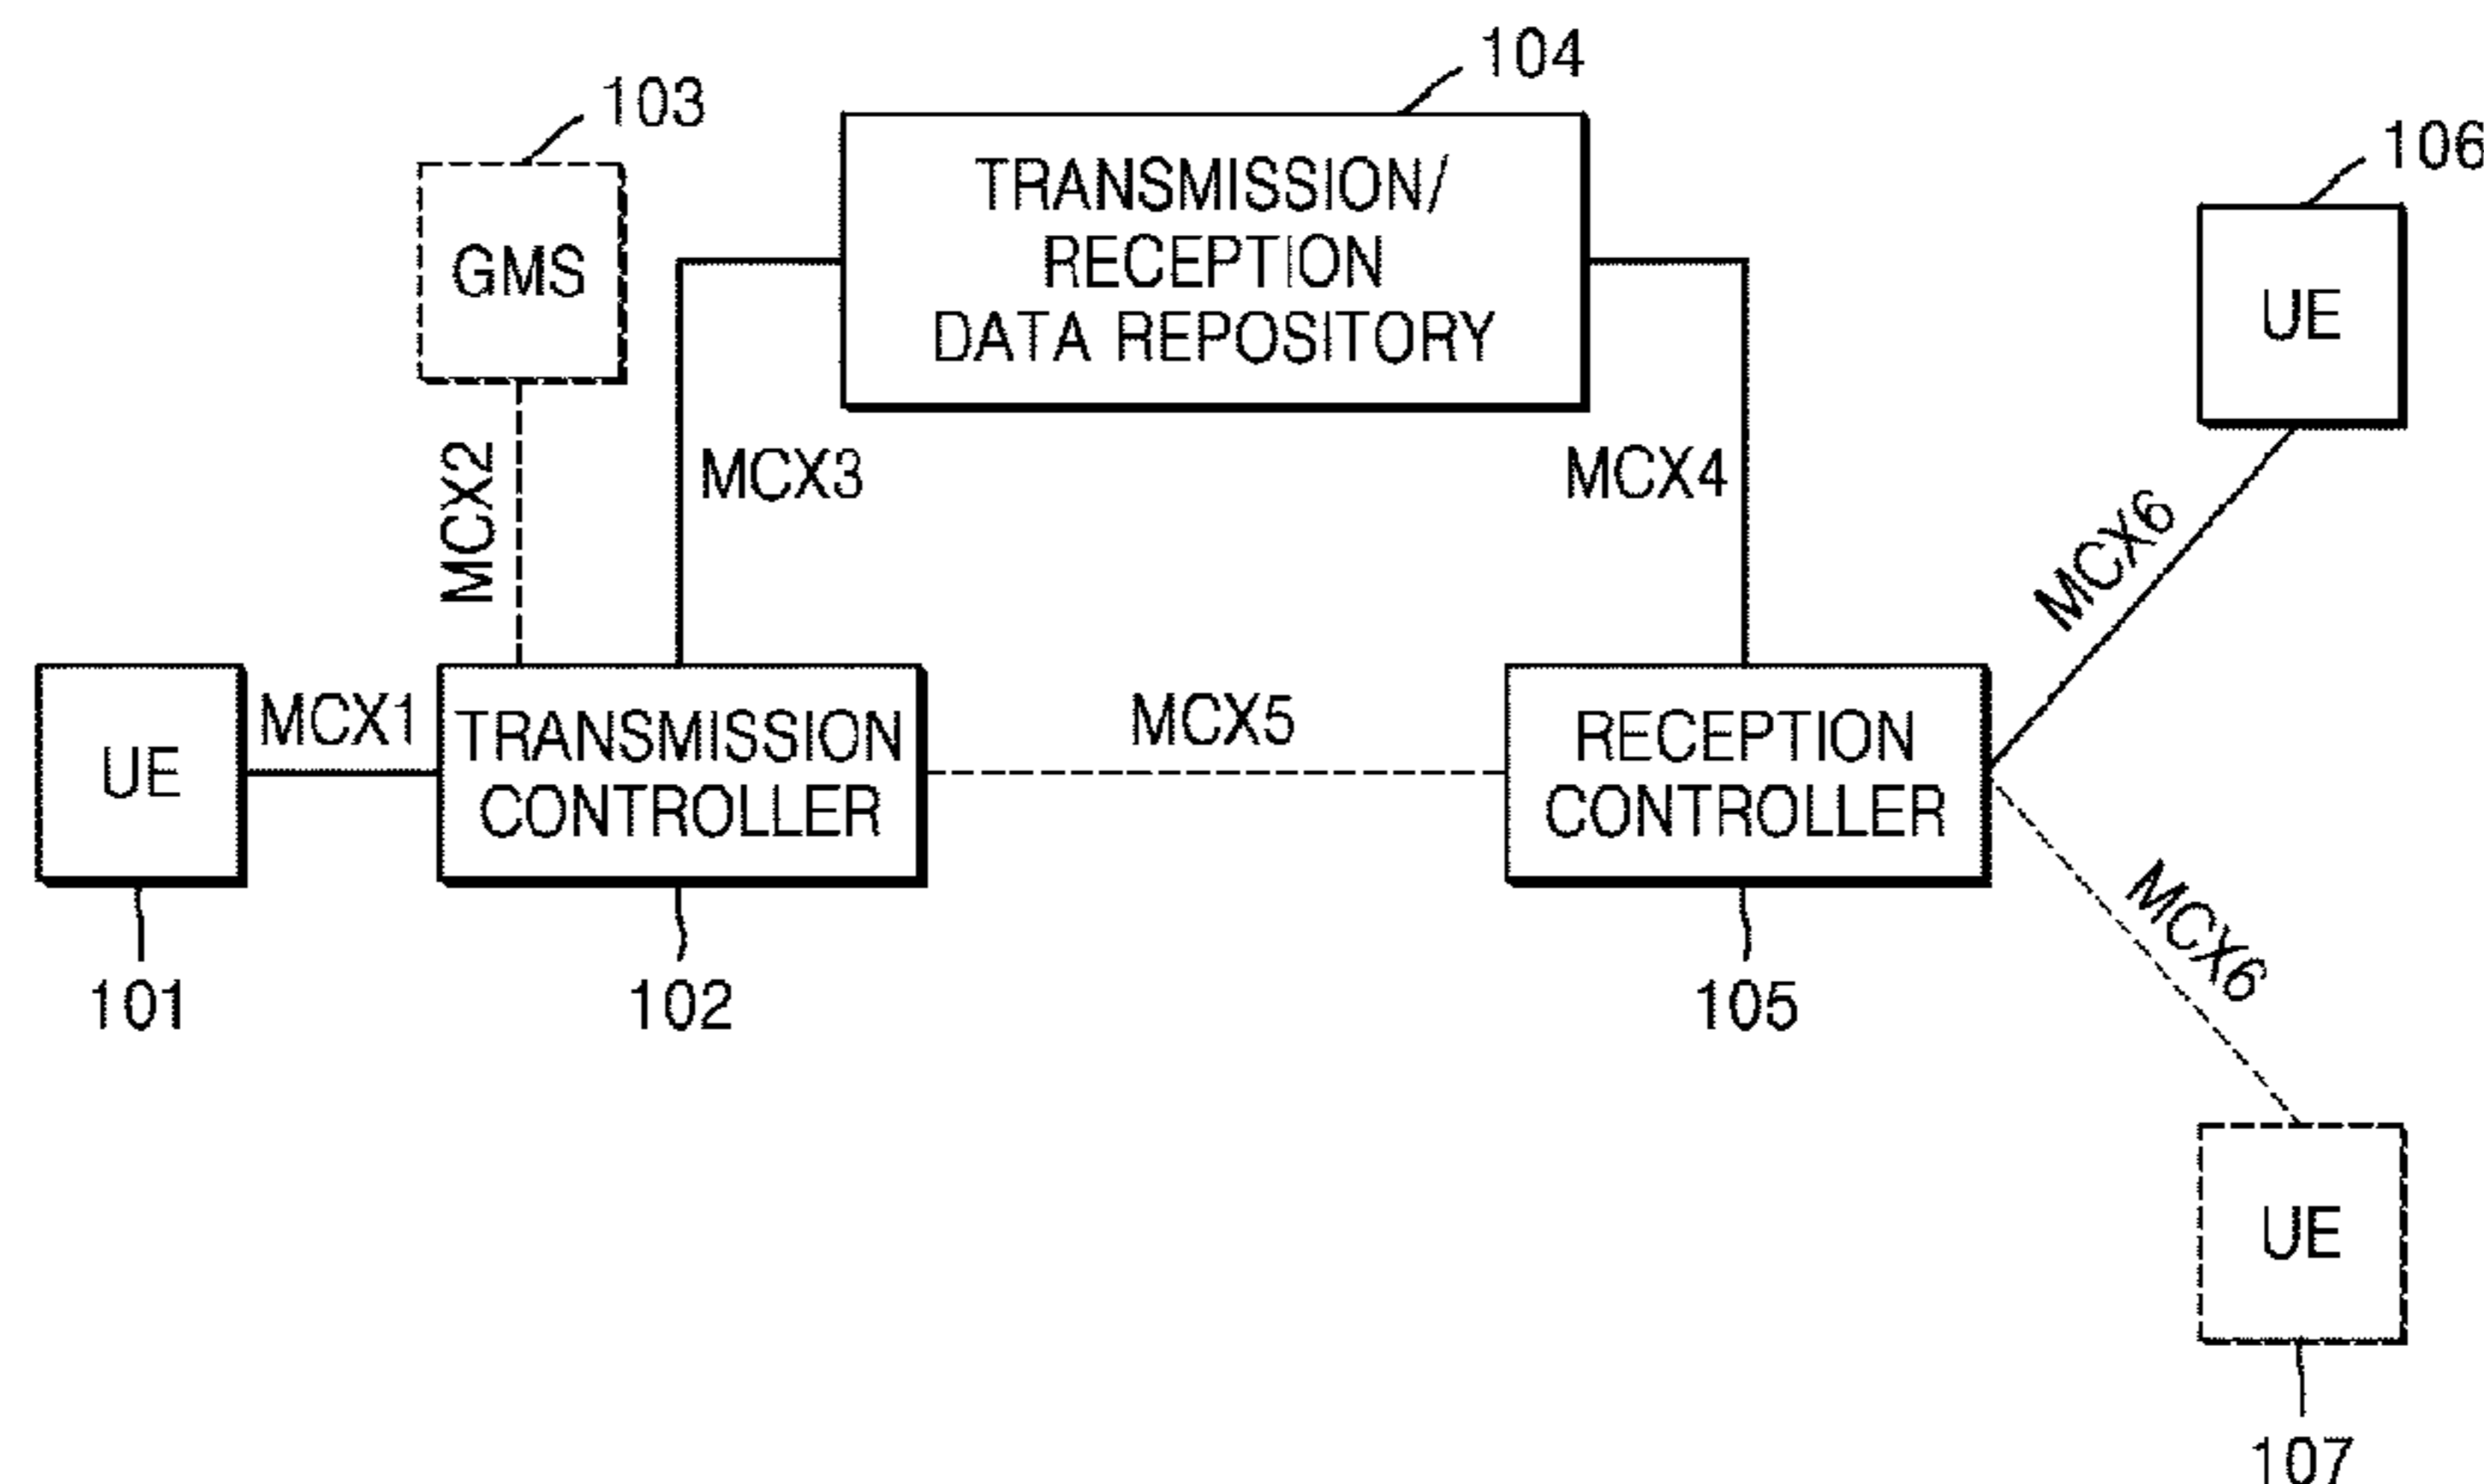 104
103
106
TRANSMISSION/
RECEPTION
DATA REPOSITORY
GMS
UE
MCX2
MCX3
MCX4
MCX6
MCX1
MCX5
UE
TRANSMISSION
CONTROLLER
RECEPTION
CONTROLLER
MCX6
101
102
105
UE
107